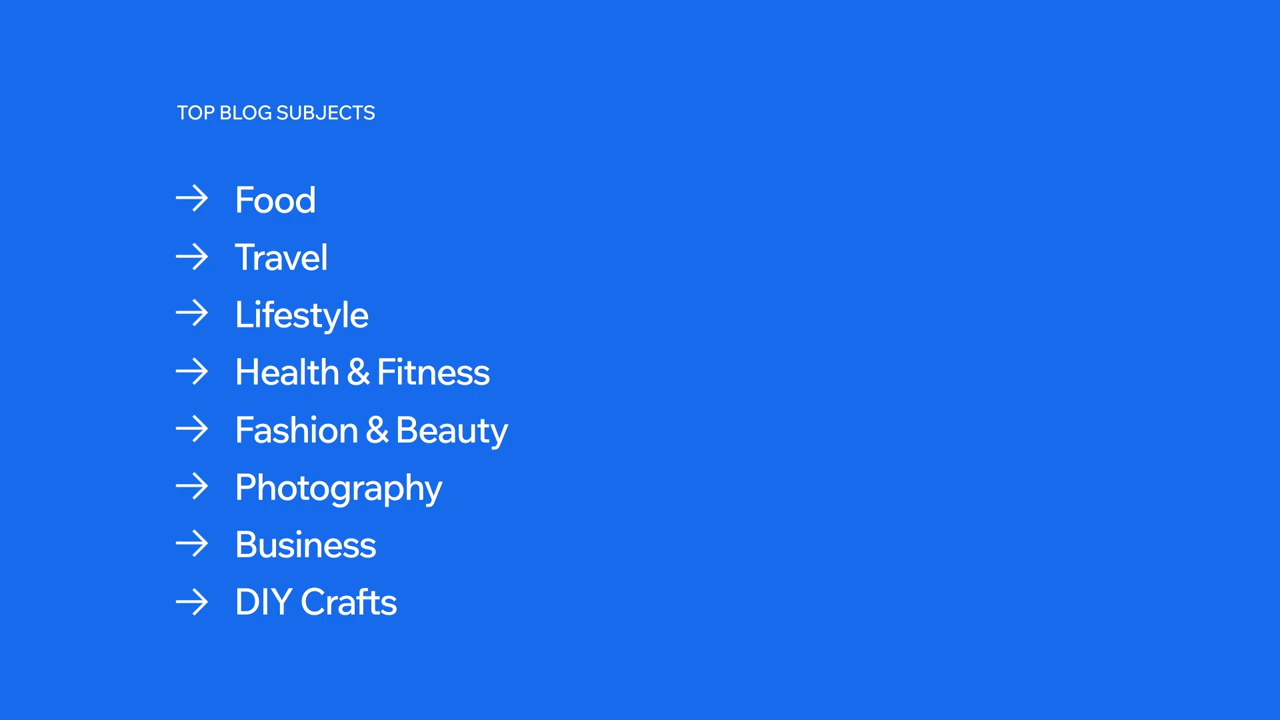 TOP BLOG SUBJECTS
→ Food
→ Travel
→ Lifestyle
→ Health & Fitness
→ Fashion & Beauty
→ Photography
→ Business
→ DIY Crafts